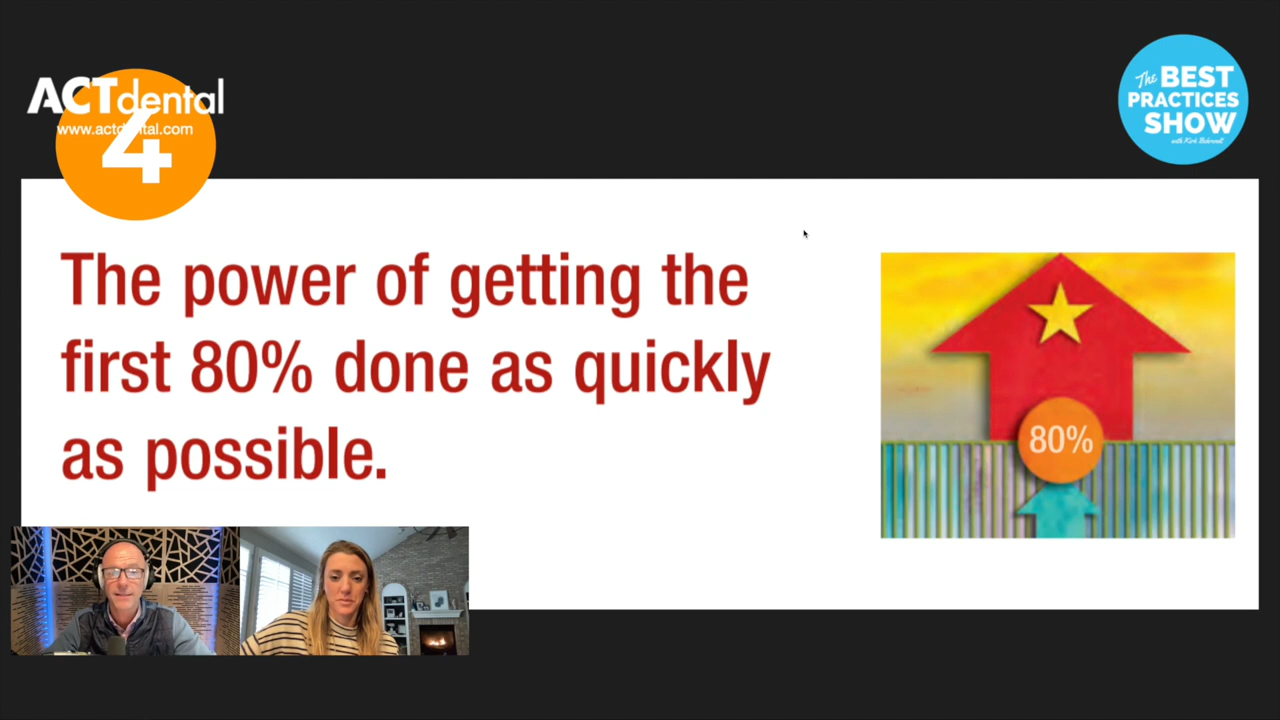 ACTdental
www.actdental.com
4
The BEST
PRACTICES
SHOW
The power of getting the
first 80% done as quickly
as possible.
80%